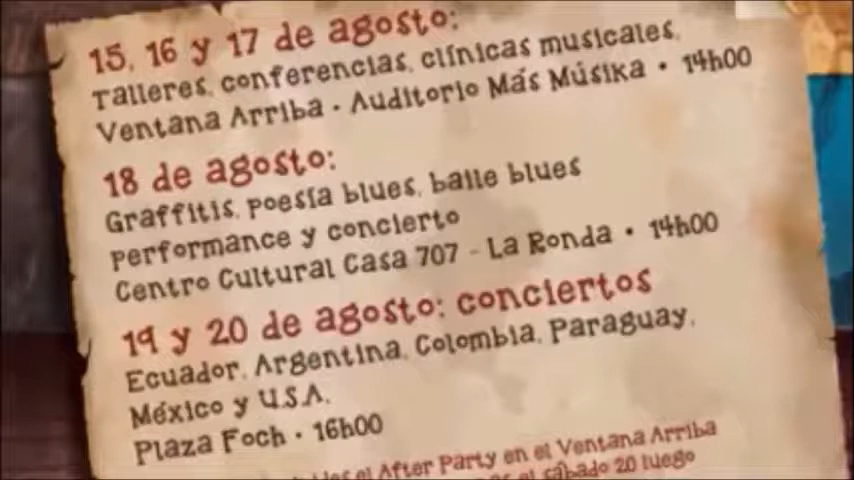 15, 16 y 17 de agosto:
Talleres, conferencias, clínicas musicales,
Ventana Arriba • Auditorio Más Músika • 14h00
18 de agosto:
Graffitis, poesía blues, baile blues
performance y concierto
Centro Cultural Casa 707 - La Ronda • 14h00
19 y 20 de agosto: conciertos
Ecuador, Argentina, Colombia, Paraguay,
México y U.S.A.
Plaza Foch • 16h00
el After Party en el Ventana Arriba
el sábado 20 luego